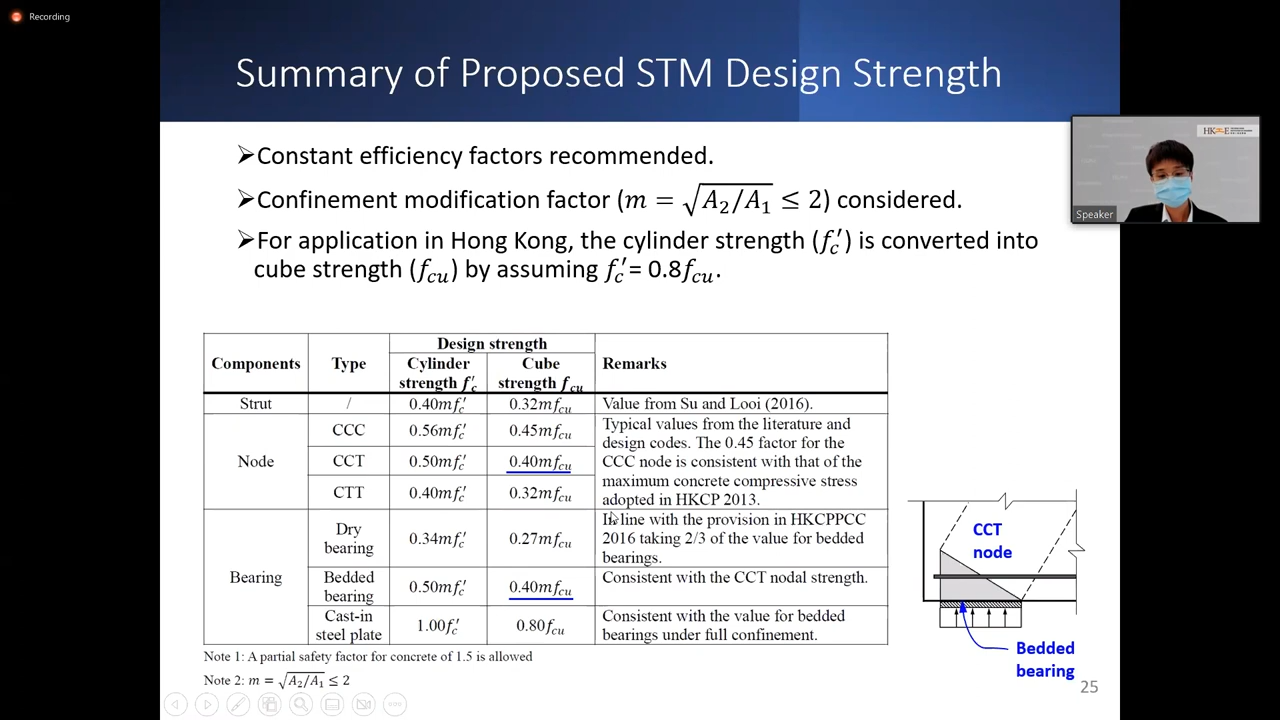 Recording
Summary of Proposed STM Design Strength
➢Constant efficiency factors recommended.
➢Confinement modification factor (m = √A₂/A₁ ≤ 2) considered.
➢For application in Hong Kong, the cylinder strength (f′c) is converted into
cube strength (fcu) by assuming f′c= 0.8fcu.
HK
Speaker
Components Type Design strength Remarks
Cylinder strength f′c Cube strength fcu
Strut / 0.40mf′c 0.32mfcu Value from Su and Looi (2016).
Node
CCC 0.56mf′c 0.45mfcu
CCT 0.50mf′c 0.40mfcu
CTT 0.40mf′c 0.32mfcu
Typical values from the literature and
design codes. The 0.45 factor for the
CCC node is consistent with that of the
maximum concrete compressive stress
adopted in HKCP 2013.
Bearing
Dry bearing 0.34mf′c 0.27mfcu
In line with the provision in HKCPPCC
2016 taking 2/3 of the value for bedded
bearings.
Bedded bearing 0.50mf′c 0.40mfcu Consistent with the CCT nodal strength.
Cast-in steel plate 1.00f′c 0.80fcu
Consistent with the value for bedded
bearings under full confinement.
Note 1: A partial safety factor for concrete of 1.5 is allowed
Note 2: m = √A₂/A₁ ≤ 2
CCT
node
Bedded
bearing
25